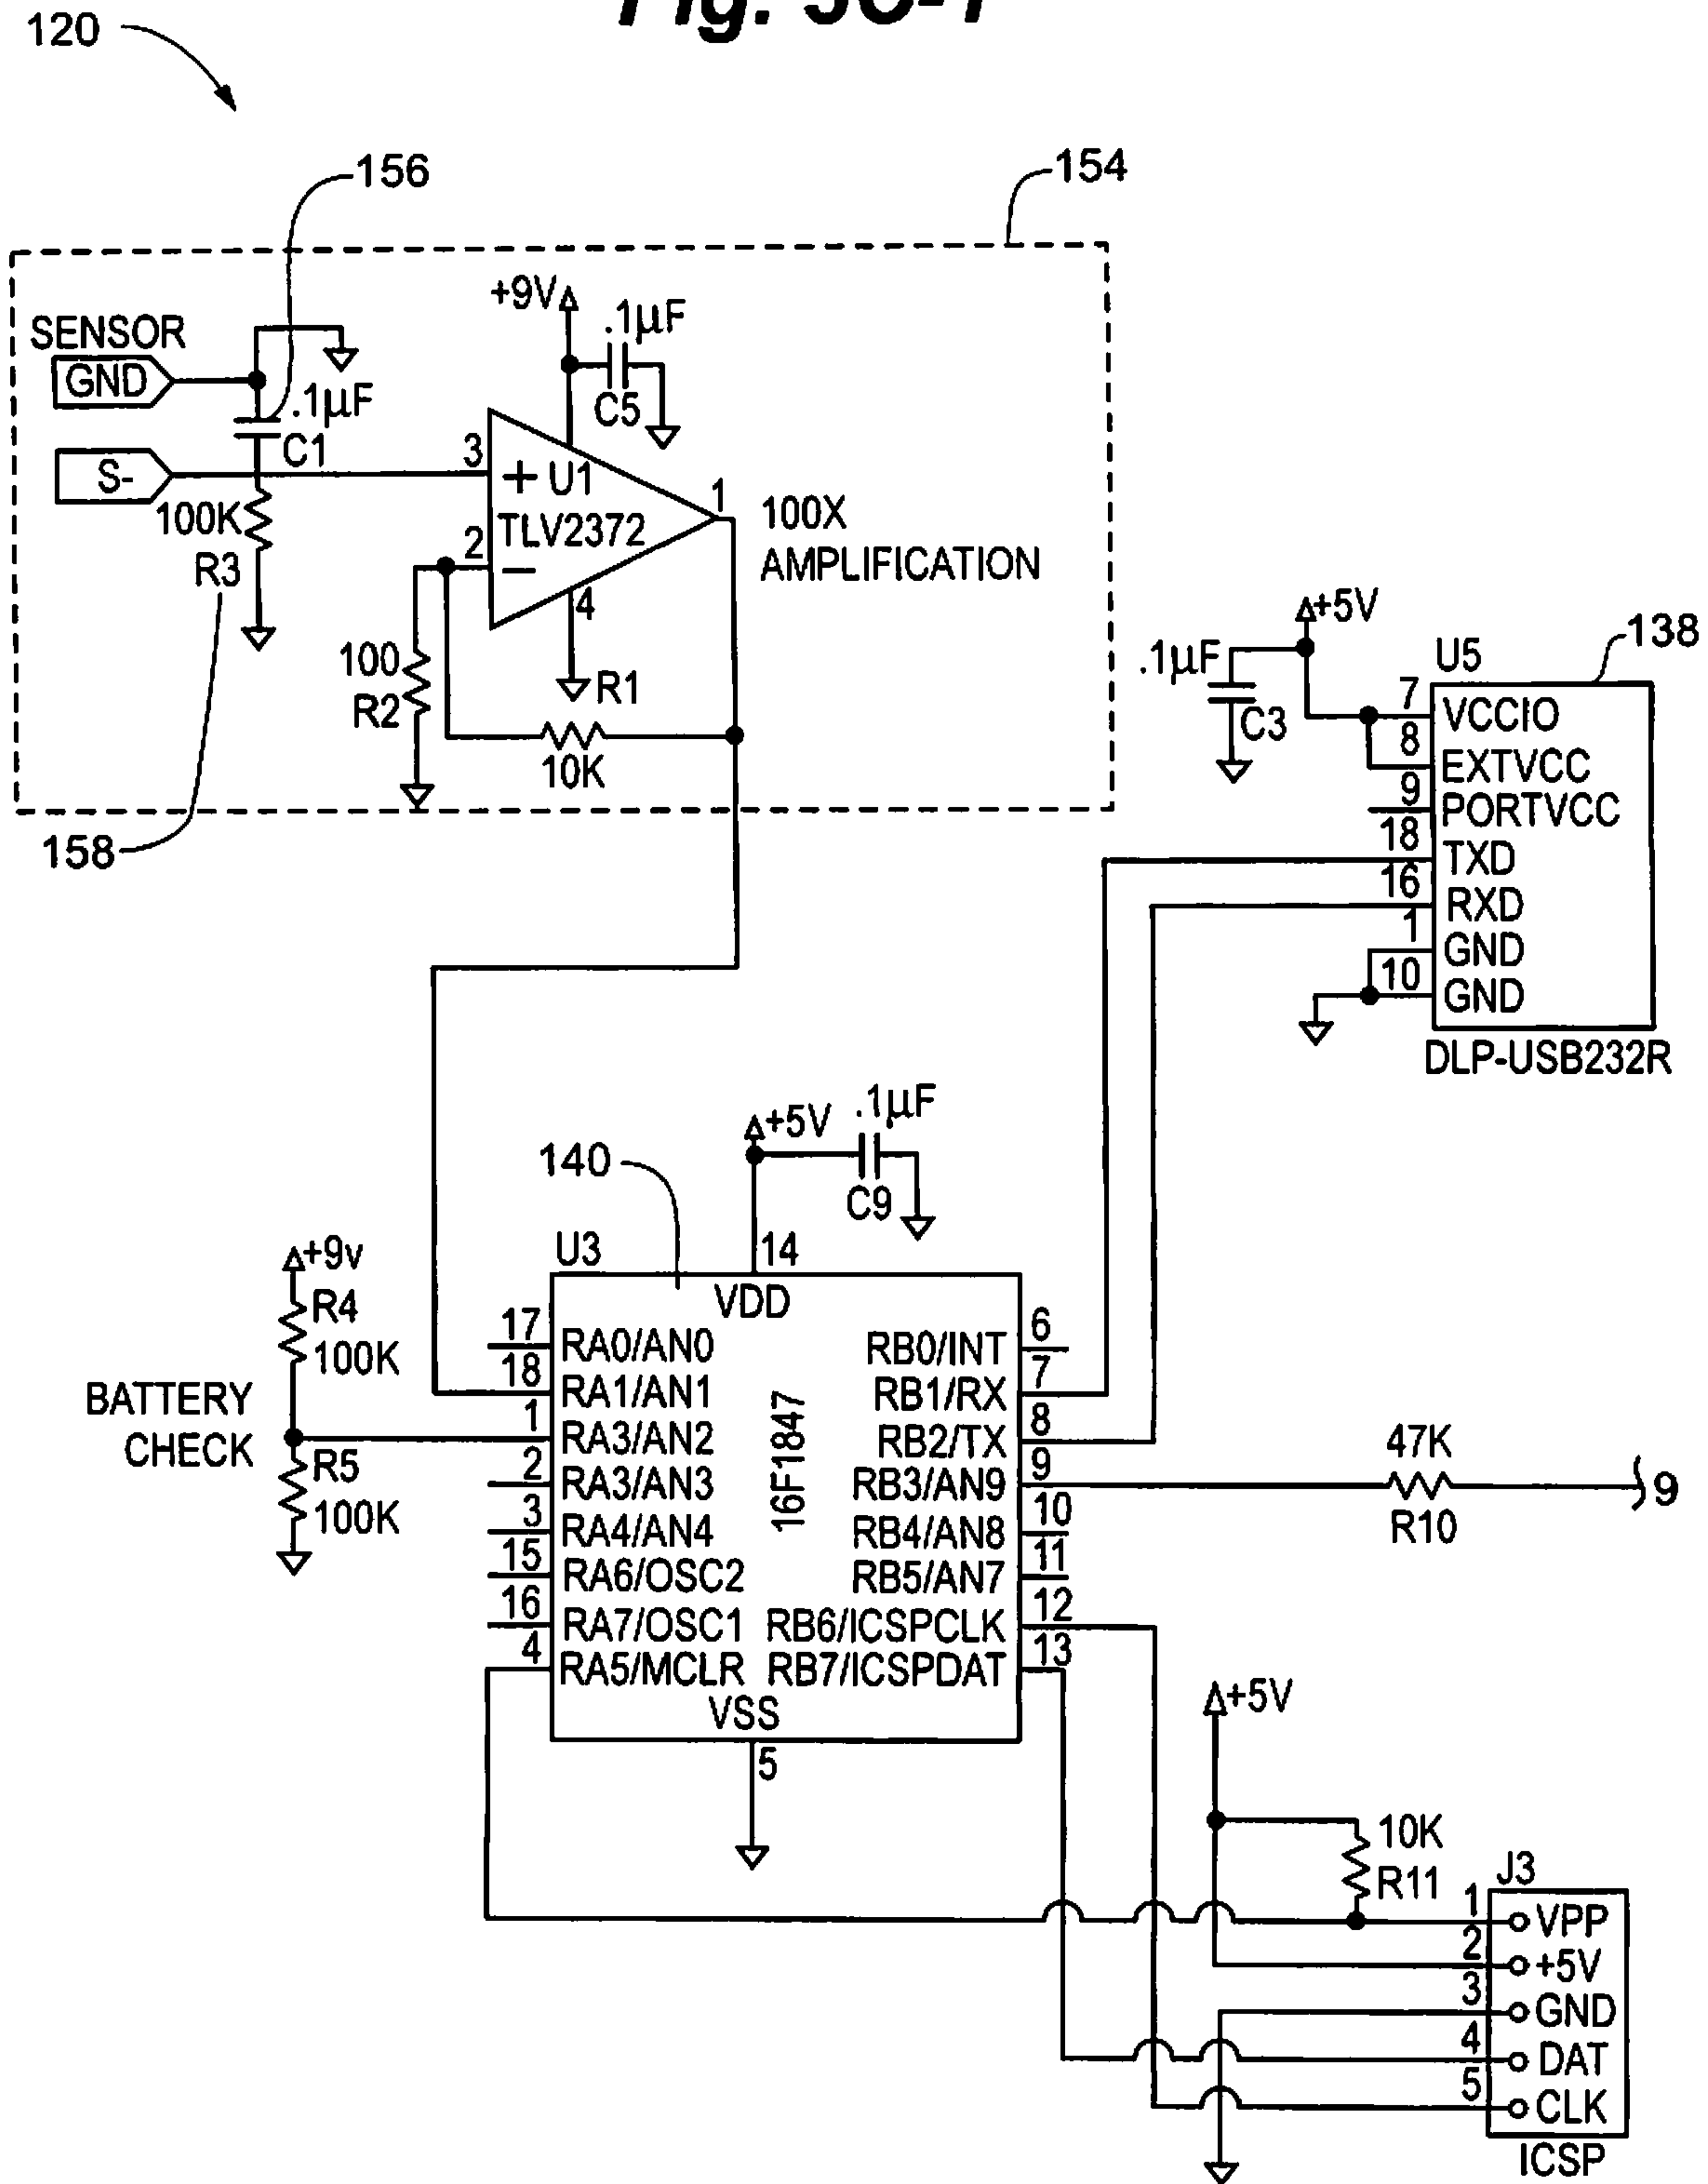 Fig. 3C-1
120
156
154
SENSOR
GND
.1µF
C1
S-
100K
R3
158
+9V
.1µF
C5
3
+ U1
TLV2372
2
−
1
4
100X
AMPLIFICATION
100
R2
R1
10K
+5V
.1µF
C3
U5
138
7
VCCIO
8
EXTVCC
9
PORTVCC
18
TXD
16
RXD
1
GND
10
GND
DLP-USB232R
140
+5V
.1µF
C9
U3
14
VDD
+9v
R4
100K
BATTERY
CHECK
R5
100K
17
RA0/AN0
18
RA1/AN1
1
RA3/AN2
2
RA3/AN3
3
RA4/AN4
15
RA6/OSC2
16
RA7/OSC1
4
RA5/MCLR
16F1847
6
RB0/INT
7
RB1/RX
8
RB2/TX
9
RB3/AN9
10
RB4/AN8
11
RB5/AN7
12
RB6/ICSPCLK
13
RB7/ICSPDAT
VSS
5
47K
R10
9
+5V
10K
R11
J3
1
VPP
2
+5V
3
GND
4
DAT
5
CLK
ICSP